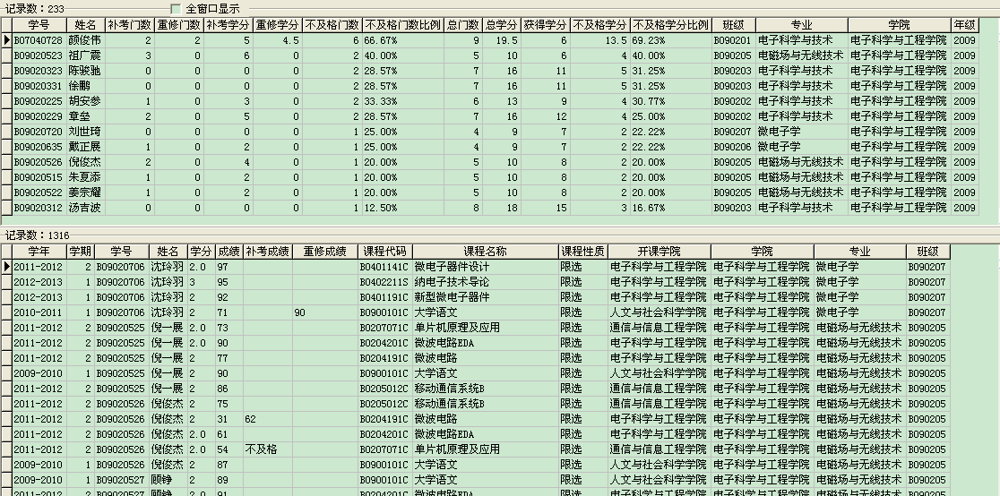 记录数：233 全窗口显示
学号 姓名 补考门数 重修门数 补考学分 重修学分 不及格门数 不及格门数比例 总门数 总学分 获得学分 不及格学分 不及格学分比例 班级 专业 学院 年级
B07040728 颜俊伟 2 2 5 4.5 6 66.67% 9 19.5 6 13.5 69.23% B090201 电子科学与技术 电子科学与工程学院 2009
B09020523 祖广震 3 0 6 0 2 40.00% 5 10 6 4 40.00% B090205 电磁场与无线技术 电子科学与工程学院 2009
B09020323 陈骏驰 0 0 0 0 2 28.57% 7 16 11 5 31.25% B090203 电子科学与技术 电子科学与工程学院 2009
B09020331 徐鹏 0 0 0 0 2 28.57% 7 16 11 5 31.25% B090203 电子科学与技术 电子科学与工程学院 2009
B09020225 胡安参 1 0 3 0 2 33.33% 6 13 9 4 30.77% B090202 电子科学与技术 电子科学与工程学院 2009
B09020229 章垒 2 0 5 0 2 28.57% 7 16 12 4 25.00% B090202 电子科学与技术 电子科学与工程学院 2009
B09020720 刘世琦 0 0 0 0 1 25.00% 4 9 7 2 22.22% B090207 微电子学 电子科学与工程学院 2009
B09020635 戴正展 1 0 2 0 1 25.00% 4 9 7 2 22.22% B090206 微电子学 电子科学与工程学院 2009
B09020526 倪俊杰 2 0 4 0 1 20.00% 5 10 8 2 20.00% B090205 电磁场与无线技术 电子科学与工程学院 2009
B09020515 朱夏添 1 0 2 0 1 20.00% 5 10 8 2 20.00% B090205 电磁场与无线技术 电子科学与工程学院 2009
B09020522 姜宗耀 1 0 2 0 1 20.00% 5 10 8 2 20.00% B090205 电磁场与无线技术 电子科学与工程学院 2009
B09020312 汤吉波 0 0 0 0 1 12.50% 8 18 15 3 16.67% B090203 电子科学与技术 电子科学与工程学院 2009
记录数：1316
学年 学期 学号 姓名 学分 成绩 补考成绩 重修成绩 课程代码 课程名称 课程性质 开课学院 学院 专业 班级
2011-2012 2 B09020706 沈玲羽 2.0 97 B0401141C 微电子器件设计 限选 电子科学与工程学院 电子科学与工程学院 微电子学 B090207
2012-2013 1 B09020706 沈玲羽 3 95 B0402211S 纳电子技术导论 限选 电子科学与工程学院 电子科学与工程学院 微电子学 B090207
2012-2013 1 B09020706 沈玲羽 2 92 B0401191C 新型微电子器件 限选 电子科学与工程学院 电子科学与工程学院 微电子学 B090207
2010-2011 1 B09020706 沈玲羽 2 71 90 B0900101C 大学语文 限选 人文与社会科学学院 电子科学与工程学院 微电子学 B090207
2011-2012 2 B09020525 倪一展 2.0 73 B0207071C 单片机原理及应用 限选 通信与信息工程学院 电子科学与工程学院 电磁场与无线技术 B090205
2011-2012 2 B09020525 倪一展 2.0 90 B0204201C 微波电路EDA 限选 电子科学与工程学院 电子科学与工程学院 电磁场与无线技术 B090205
2011-2012 2 B09020525 倪一展 2 77 B0204191C 微波电路 限选 电子科学与工程学院 电子科学与工程学院 电磁场与无线技术 B090205
2009-2010 1 B09020525 倪一展 2 90 B0900101C 大学语文 限选 人文与社会科学学院 电子科学与工程学院 电磁场与无线技术 B090205
2011-2012 2 B09020525 倪一展 2 86 B0205012C 移动通信系统B 限选 通信与信息工程学院 电子科学与工程学院 电磁场与无线技术 B090205
2011-2012 2 B09020526 倪俊杰 2 75 B0205012C 移动通信系统B 限选 通信与信息工程学院 电子科学与工程学院 电磁场与无线技术 B090205
2011-2012 2 B09020526 倪俊杰 2 31 62 B0204191C 微波电路 限选 电子科学与工程学院 电子科学与工程学院 电磁场与无线技术 B090205
2011-2012 2 B09020526 倪俊杰 2.0 61 B0204201C 微波电路EDA 限选 电子科学与工程学院 电子科学与工程学院 电磁场与无线技术 B090205
2011-2012 2 B09020526 倪俊杰 2.0 54 不及格 B0207071C 单片机原理及应用 限选 通信与信息工程学院 电子科学与工程学院 电磁场与无线技术 B090205
2009-2010 1 B09020526 倪俊杰 2 87 B0900101C 大学语文 限选 人文与社会科学学院 电子科学与工程学院 电磁场与无线技术 B090205
2009-2010 1 B09020527 顾铮 2 89 B0900101C 大学语文 限选 人文与社会科学学院 电子科学与工程学院 电磁场与无线技术 B090205
2011-2012 2 B09020527 顾铮 2.0 91 B0204201C 微波电路EDA 限选 电子科学与工程学院 电子科学与工程学院 电磁场与无线技术 B090205